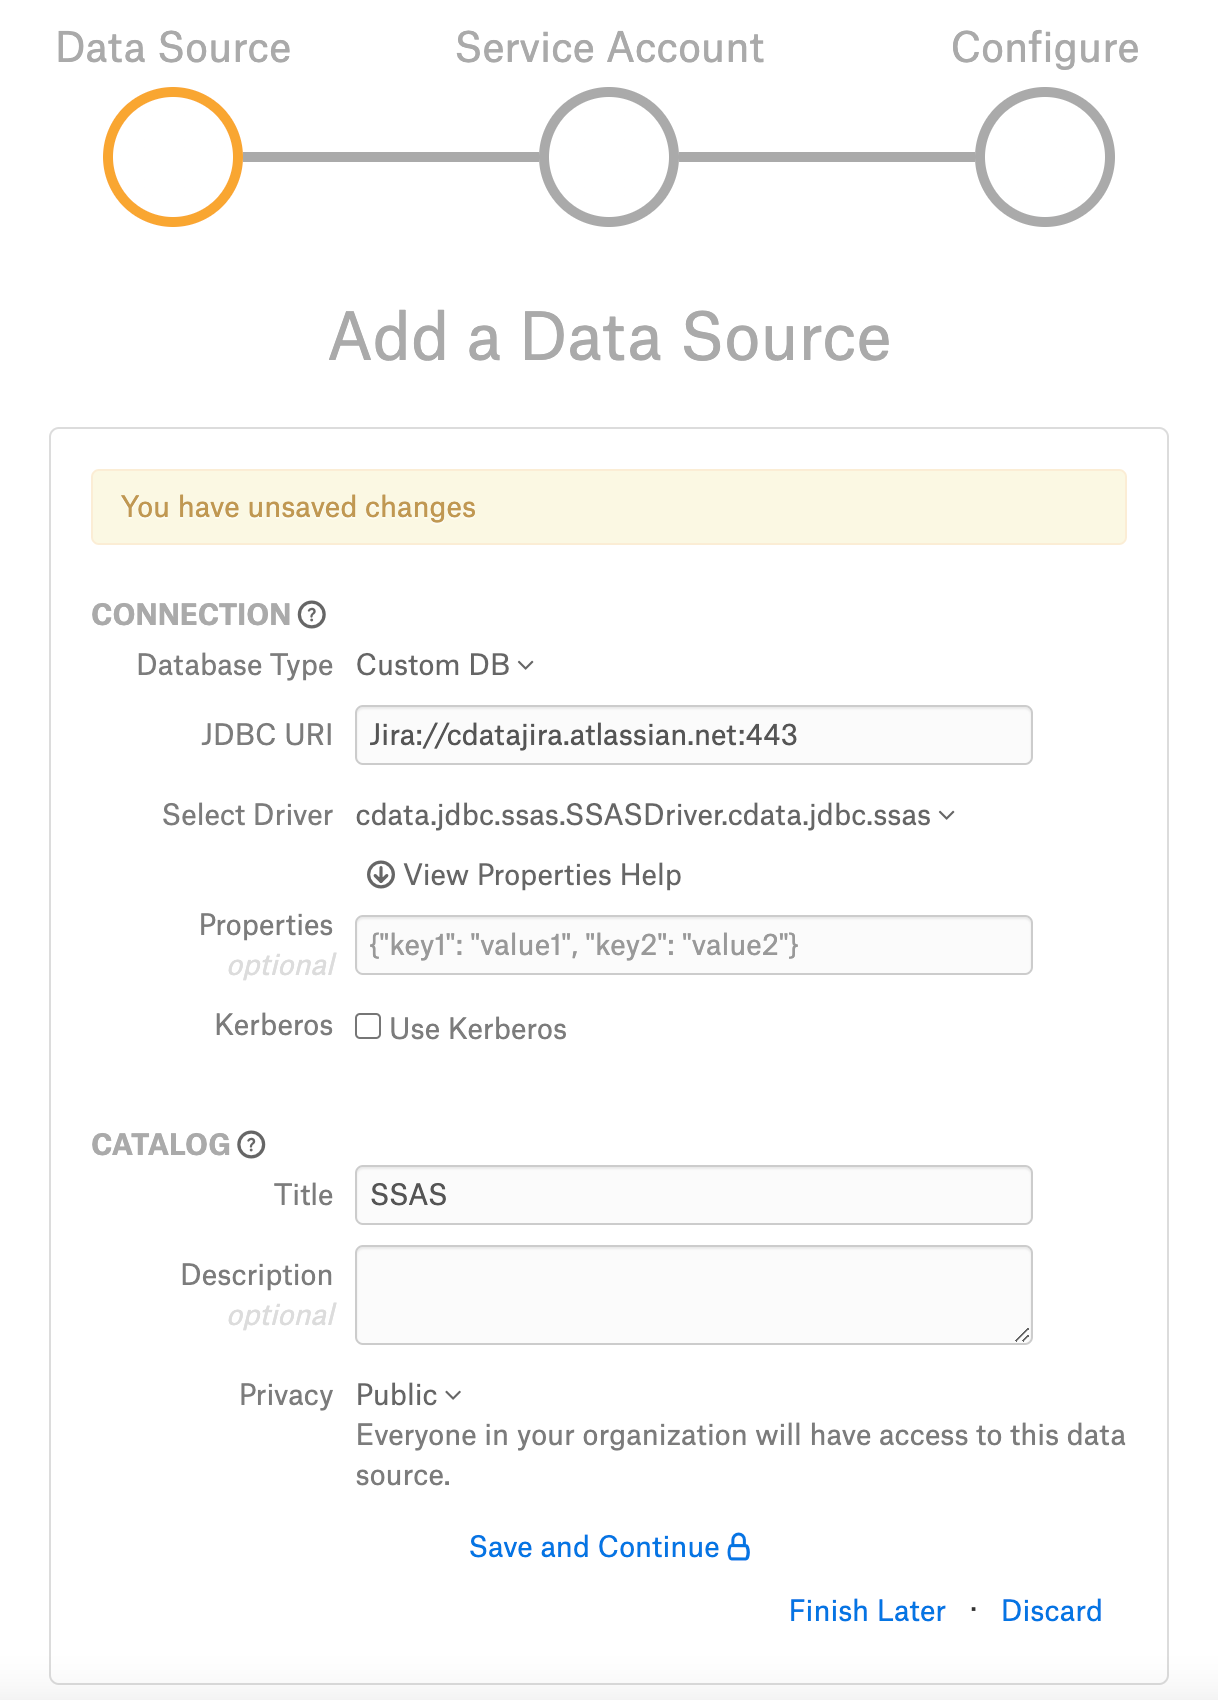 Data Source
Service Account
Configure
Add a Data Source
You have unsaved changes
CONNECTION ?
Database Type Custom DB
JDBC URI Jira://cdatajira.atlassian.net:443
Select Driver cdata.jdbc.ssas.SSASDriver.cdata.jdbc.ssas
View Properties Help
Properties
optional
{"key1": "value1", "key2": "value2"}
Kerberos Use Kerberos
CATALOG ?
Title SSAS
Description
optional
Privacy Public
Everyone in your organization will have access to this data
source.
Save and Continue
Finish Later · Discard